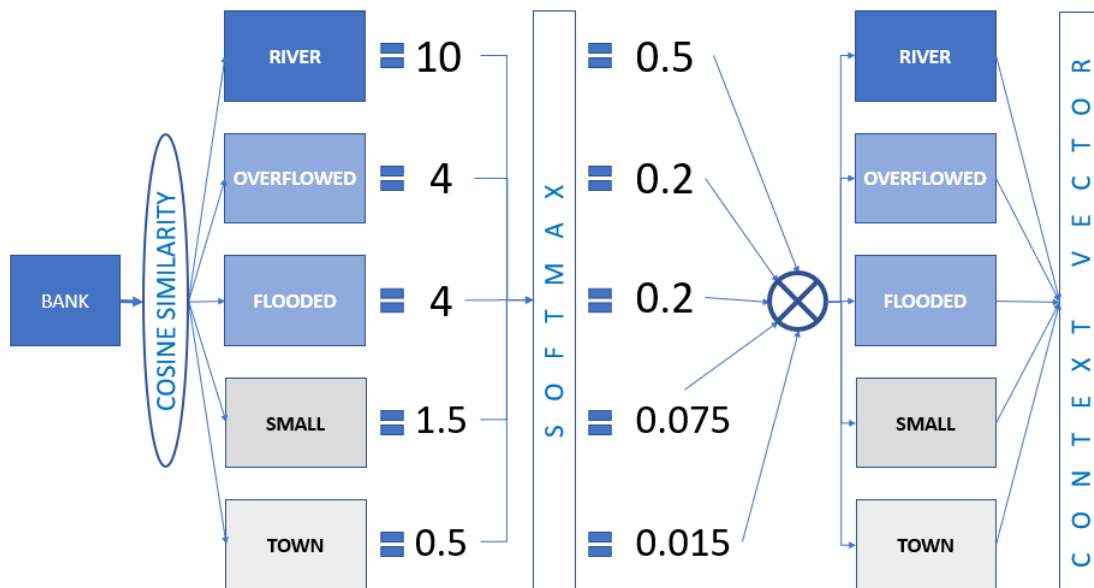 BANK
COSINE SIMILARITY
RIVER = 10
OVERFLOWED = 4
FLOODED = 4
SMALL = 1.5
TOWN = 0.5
SOFTMAX
= 0.5
= 0.2
= 0.2
= 0.075
= 0.015
RIVER
OVERFLOWED
FLOODED
SMALL
TOWN
CONTEXT VECTOR